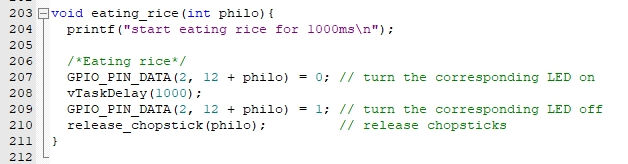 203 void eating_rice(int philo){
204 printf("start eating rice for 1000ms\n");
205
206 /*Eating rice*/
207 GPIO_PIN_DATA(2, 12 + philo) = 0; // turn the corresponding LED on
208 vTaskDelay(1000);
209 GPIO_PIN_DATA(2, 12 + philo) = 1; // turn the corresponding LED off
210 release_chopstick(philo); // release chopsticks
211 }
212